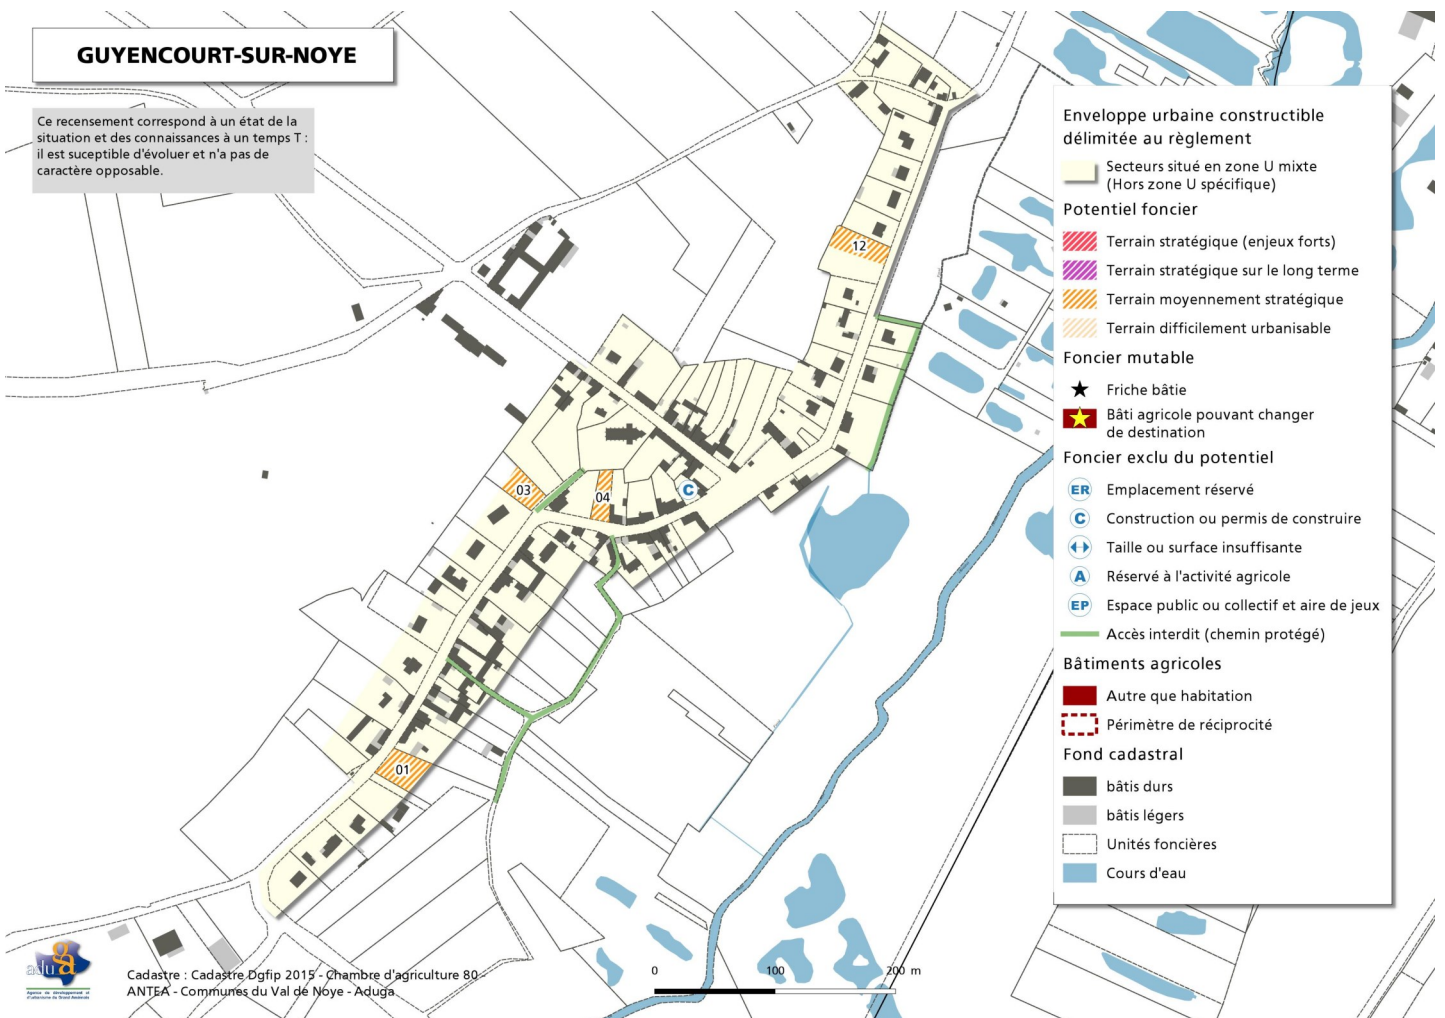 GUYENCOURT-SUR-NOYE
Ce recensement correspond à un état de la
situation et des connaissances à un temps T :
il est suceptible d'évoluer et n'a pas de
caractère opposable.
12
03
04
C
01
Enveloppe urbaine constructible
délimitée au règlement
Secteurs situé en zone U mixte
(Hors zone U spécifique)
Potentiel foncier
Terrain stratégique (enjeux forts)
Terrain stratégique sur le long terme
Terrain moyennement stratégique
Terrain difficilement urbanisable
Foncier mutable
Friche bâtie
Bâti agricole pouvant changer
de destination
Foncier exclu du potentiel
ER Emplacement réservé
C Construction ou permis de construire
Taille ou surface insuffisante
A Réservé à l'activité agricole
EP Espace public ou collectif et aire de jeux
Accès interdit (chemin protégé)
Bâtiments agricoles
Autre que habitation
Périmètre de réciprocité
Fond cadastral
bâtis durs
bâtis légers
Unités foncières
Cours d'eau
aduga
Cadastre : Cadastre Dgfip 2015 - Chambre d'agriculture 80 -
ANTEA - Communes du Val de Noye - Aduga
0 100 200 m